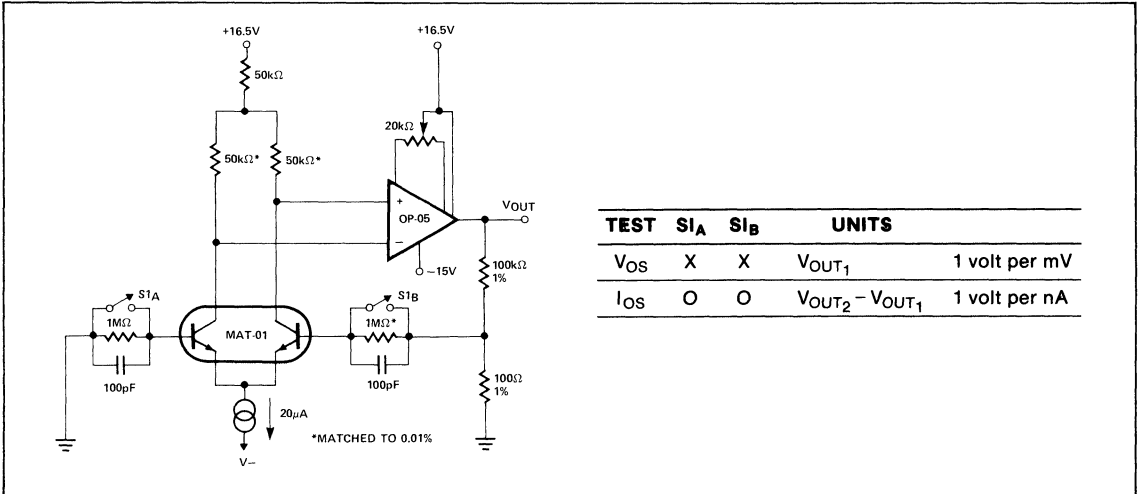 +16.5V
+16.5V
50kΩ
20kΩ
50kΩ*
50kΩ*
+
OP-05
−
VOUT
−15V
100kΩ
1%
S1A
S1B
1MΩ
MAT-01
1MΩ*
100pF
100pF
100Ω
1%
20μA
*MATCHED TO 0.01%
V−
TEST SIA SIB UNITS
VOS X X VOUT1 1 volt per mV
IOS O O VOUT2 − VOUT1 1 volt per nA